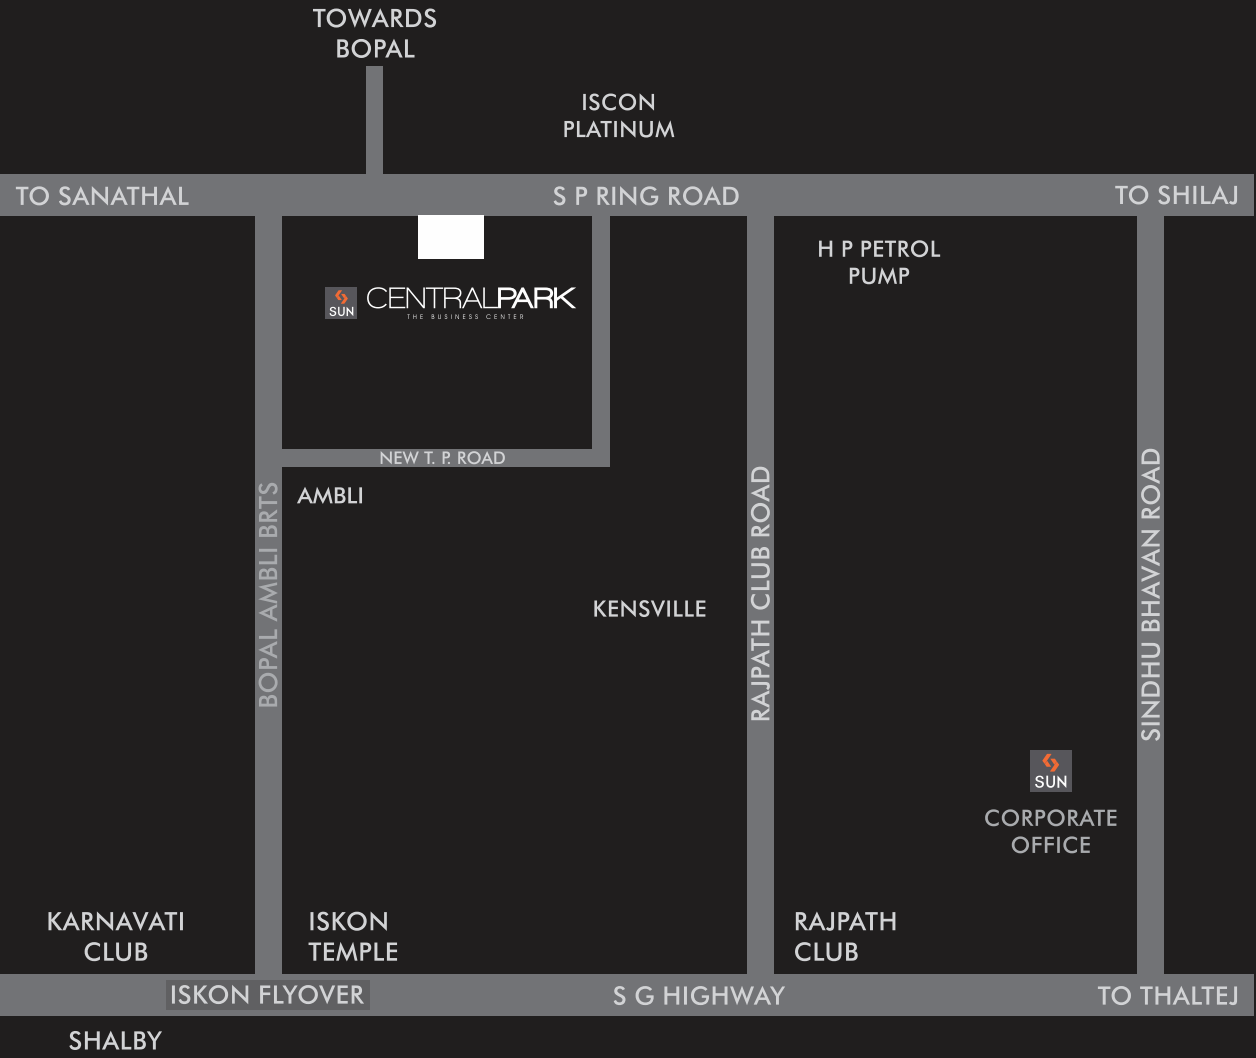 TOWARDS
BOPAL
ISCON
PLATINUM
TO SANATHAL
S P RING ROAD
TO SHILAJ
H P PETROL
PUMP
SUN
CENTRALPARK
THE BUSINESS CENTER
NEW T. P. ROAD
AMBLI
BOPAL AMBLI BRTS
RAJPATH CLUB ROAD
SINDHU BHAVAN ROAD
KENSVILLE
SUN
CORPORATE
OFFICE
KARNAVATI
CLUB
ISKON
TEMPLE
RAJPATH
CLUB
ISKON FLYOVER
S G HIGHWAY
TO THALTEJ
SHALBY